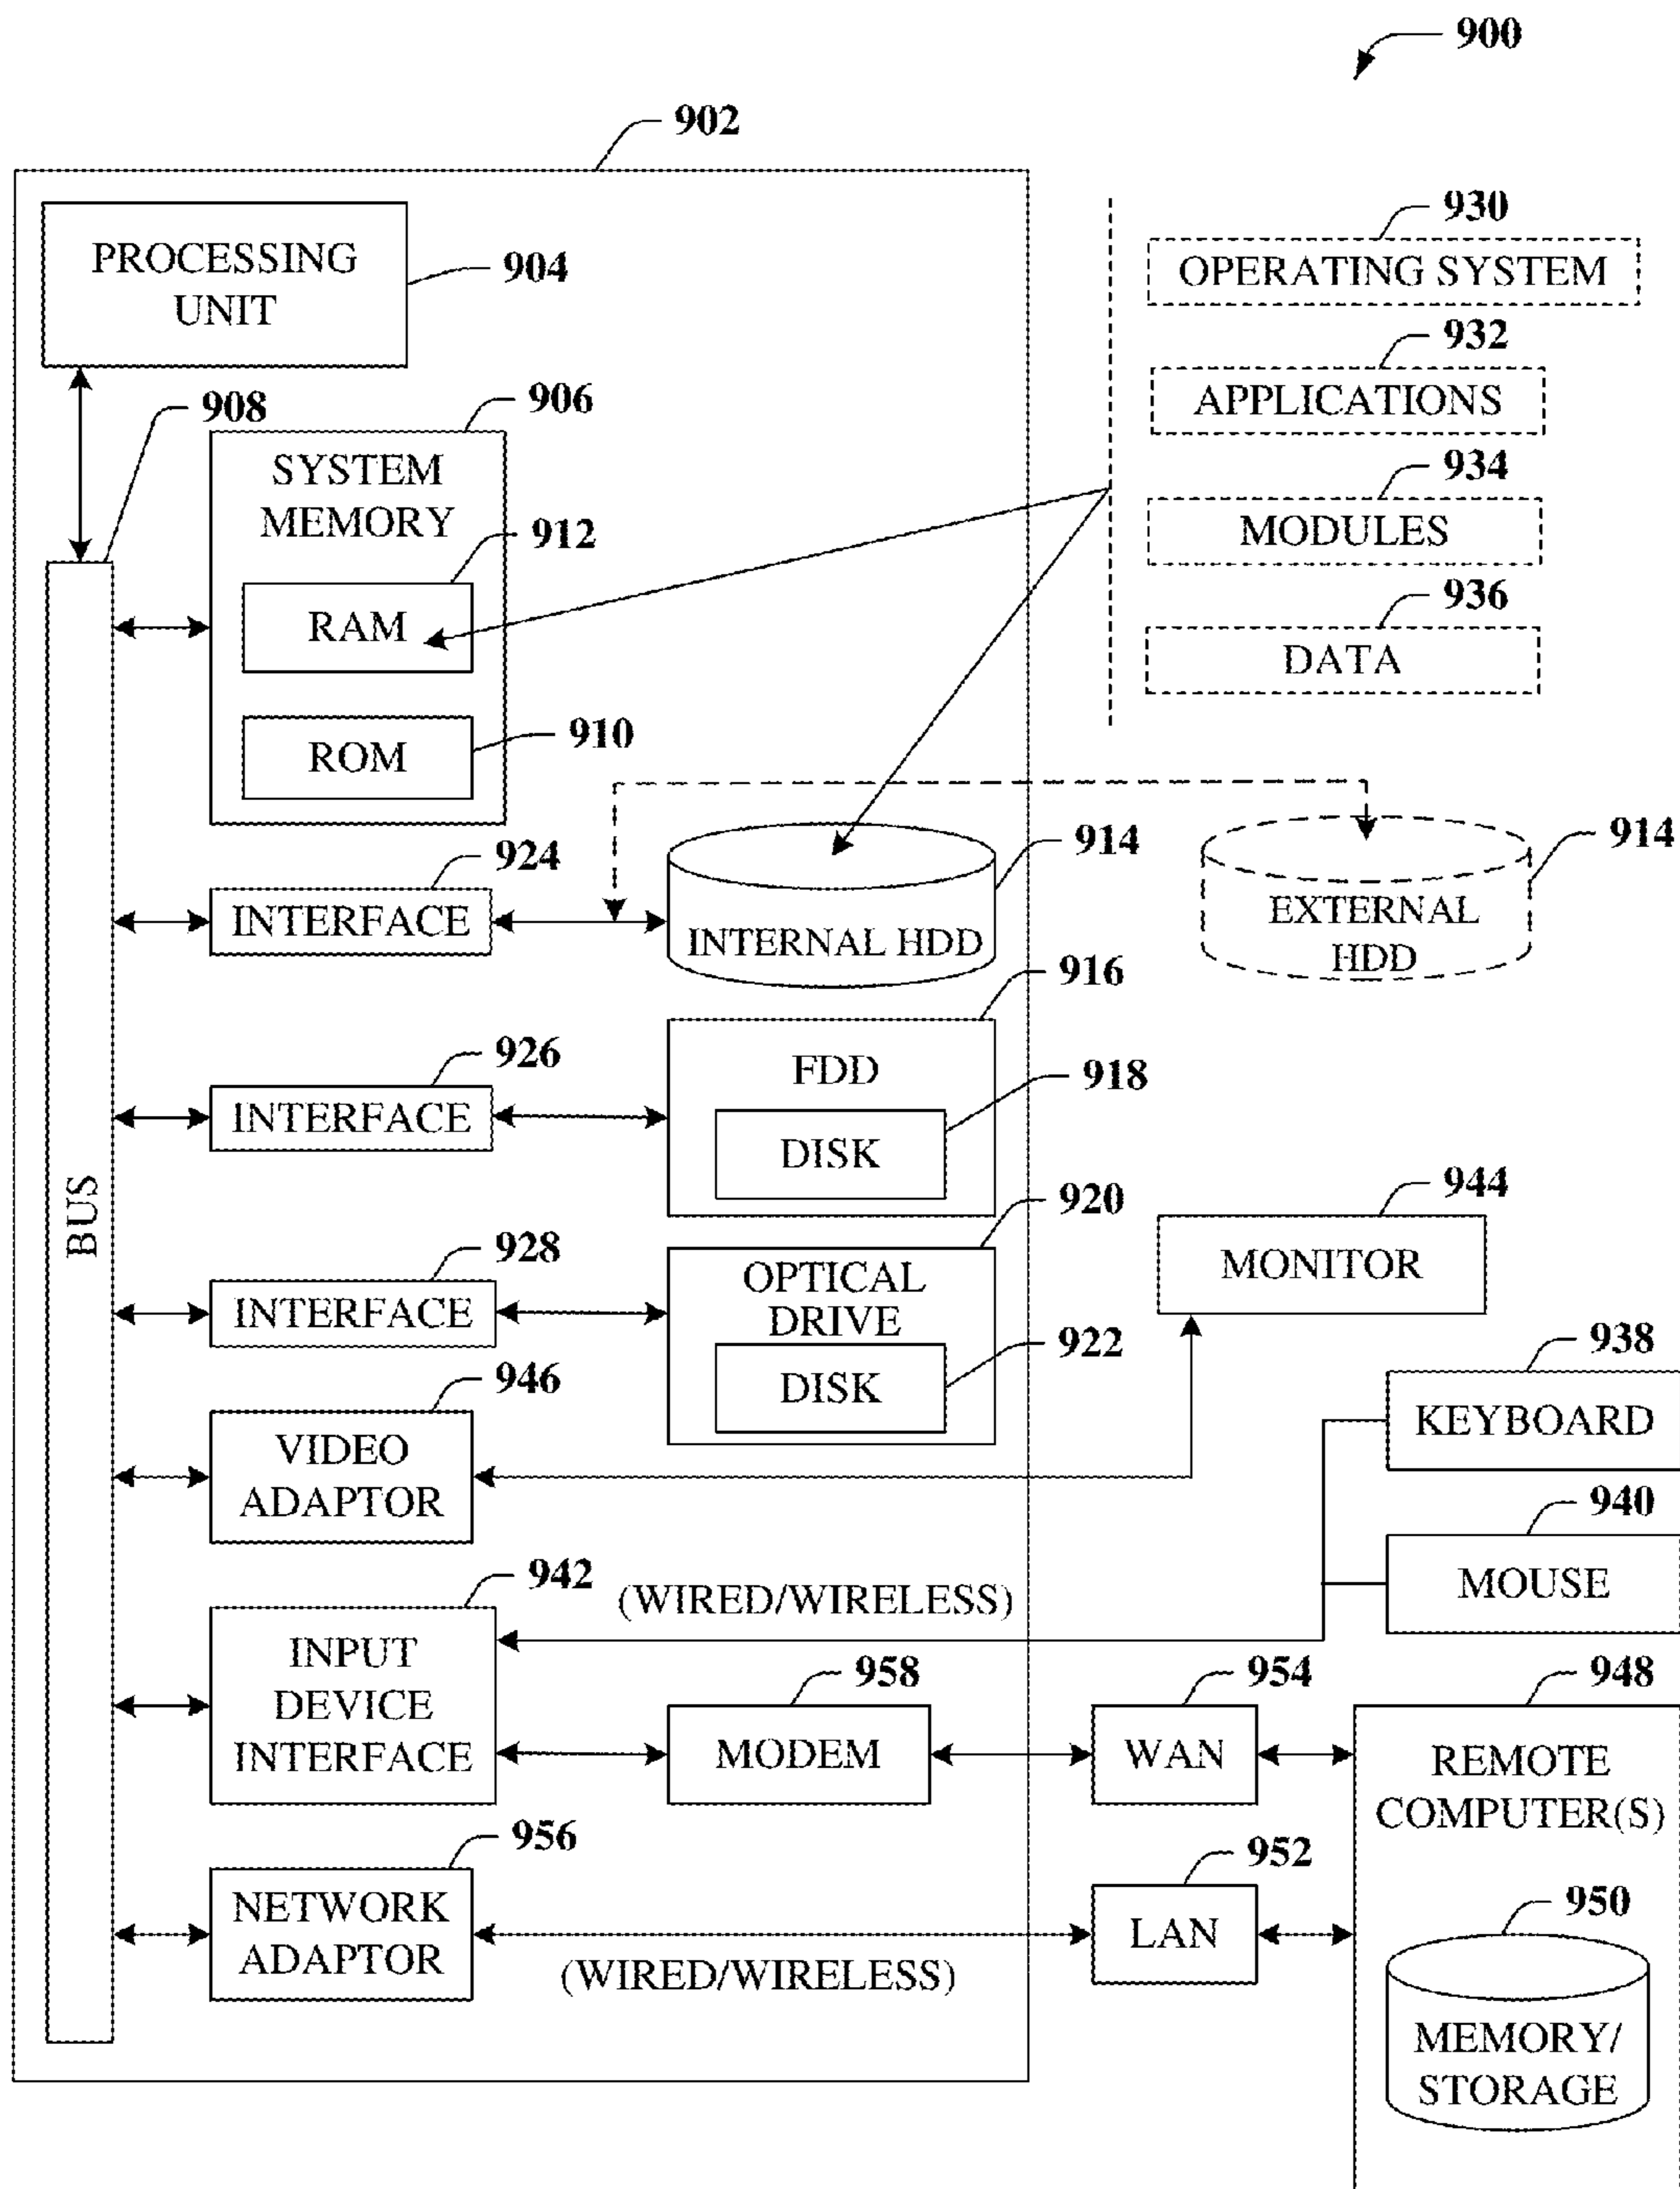 900
902
PROCESSING
UNIT
904
930
OPERATING SYSTEM
932
APPLICATIONS
934
MODULES
936
DATA
908
906
SYSTEM
MEMORY
912
RAM
910
ROM
924
INTERFACE
914
INTERNAL HDD
914
EXTERNAL
HDD
916
FDD
918
DISK
926
INTERFACE
BUS
920
OPTICAL
DRIVE
922
DISK
928
INTERFACE
944
MONITOR
946
VIDEO
ADAPTOR
938
KEYBOARD
940
MOUSE
942
INPUT
DEVICE
INTERFACE
(WIRED/WIRELESS)
958
MODEM
954
WAN
948
REMOTE
COMPUTER(S)
956
NETWORK
ADAPTOR
(WIRED/WIRELESS)
952
LAN
950
MEMORY/
STORAGE